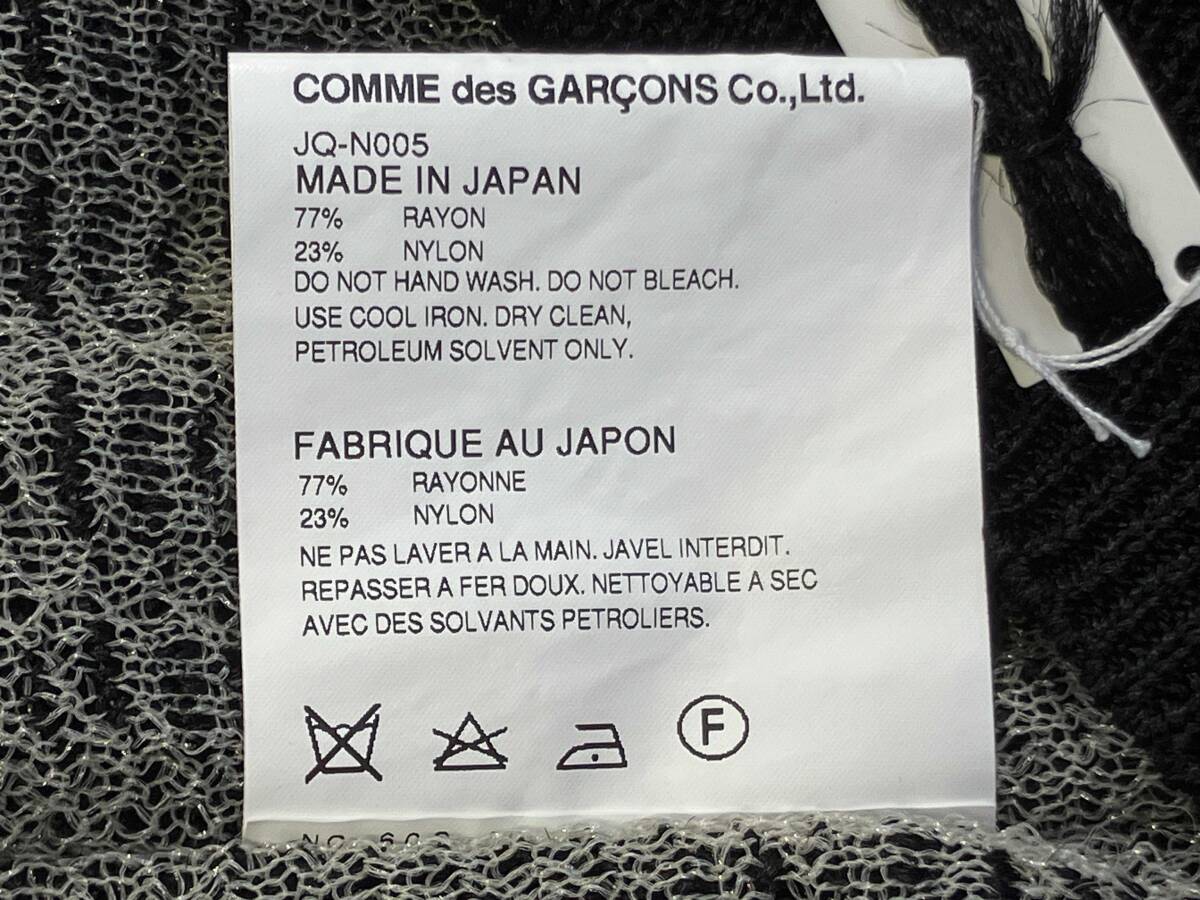 COMME des GARÇONS Co.,Ltd.
JQ-N005
MADE IN JAPAN
77% RAYON
23% NYLON
DO NOT HAND WASH. DO NOT BLEACH.
USE COOL IRON. DRY CLEAN,
PETROLEUM SOLVENT ONLY.
FABRIQUE AU JAPON
77% RAYONNE
23% NYLON
NE PAS LAVER A LA MAIN. JAVEL INTERDIT.
REPASSER A FER DOUX. NETTOYABLE A SEC
AVEC DES SOLVANTS PETROLIERS.
F